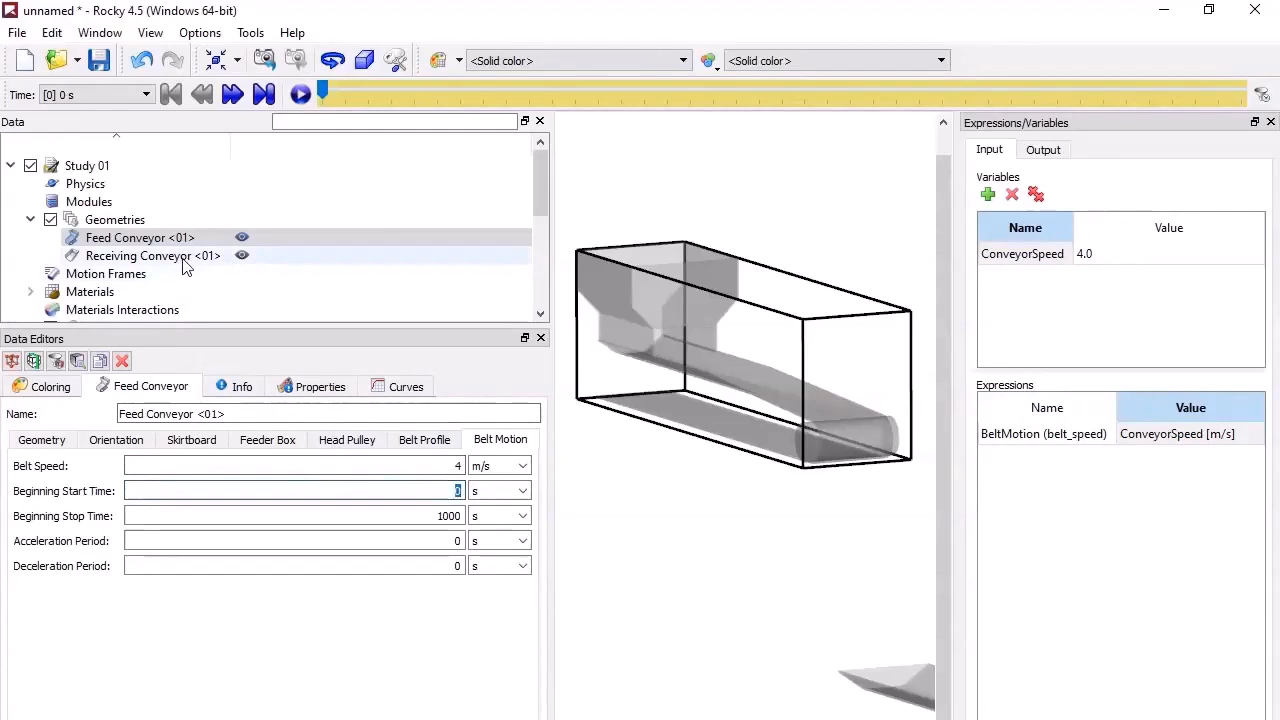 unnamed * - Rocky 4.5 (Windows 64-bit)
File Edit Window View Options Tools Help
<Solid color> <Solid color>
Time: [0] 0 s
Data
Study 01
Physics
Modules
Geometries
Feed Conveyor <01>
Receiving Conveyor <01>
Motion Frames
Materials
Materials Interactions
Data Editors
Coloring Feed Conveyor Info Properties Curves
Name: Feed Conveyor <01>
Geometry Orientation Skirtboard Feeder Box Head Pulley Belt Profile Belt Motion
Belt Speed: 4 m/s
Beginning Start Time: 0 s
Beginning Stop Time: 1000 s
Acceleration Period: 0 s
Deceleration Period: 0 s
Expressions/Variables
Input Output
Variables
Name Value
ConveyorSpeed 4.0
Expressions
Name Value
BeltMotion (belt_speed) ConveyorSpeed [m/s]